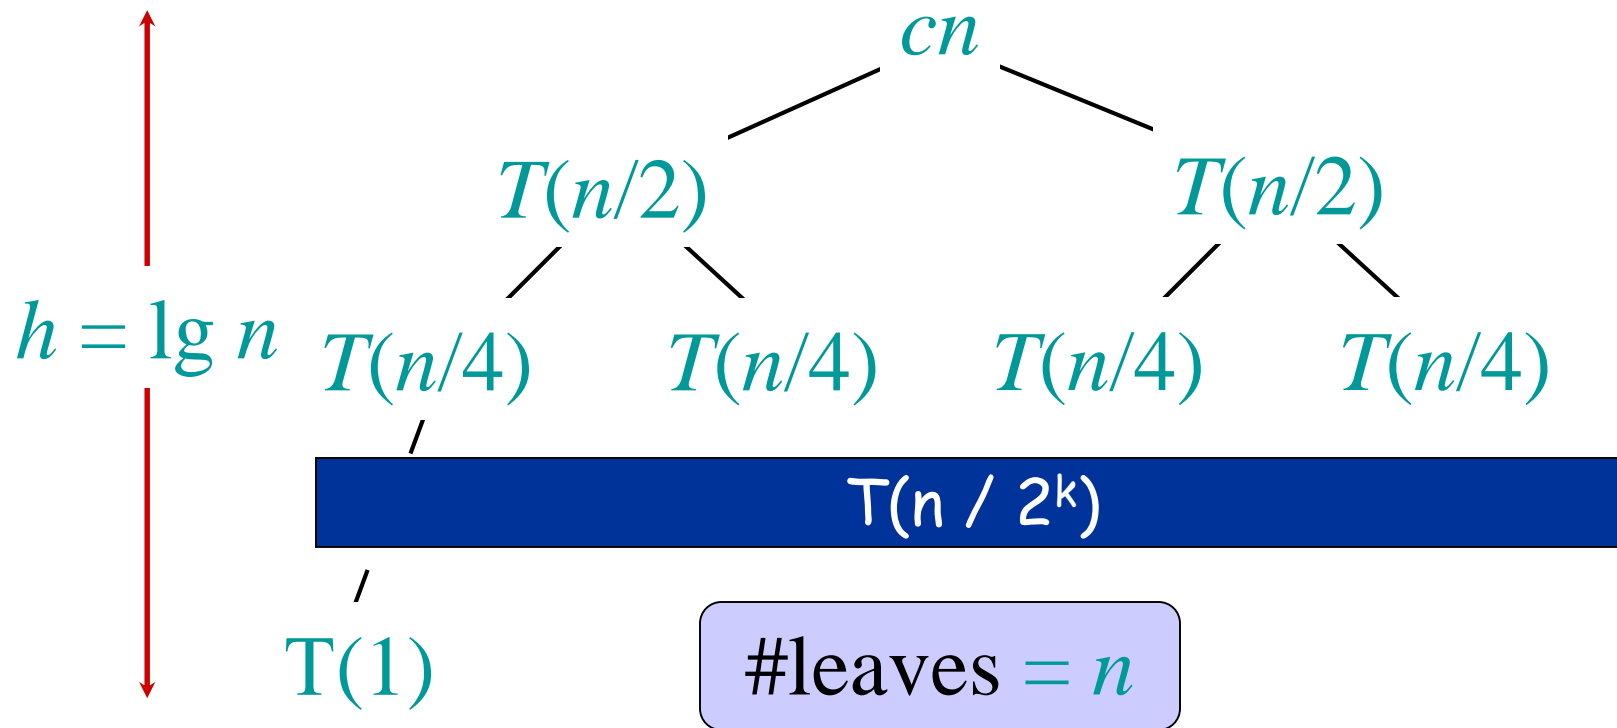 cn
T(n/2) T(n/2)
h = lg n T(n/4) T(n/4) T(n/4) T(n/4)
T(n / 2ᵏ)
T(1) #leaves = n